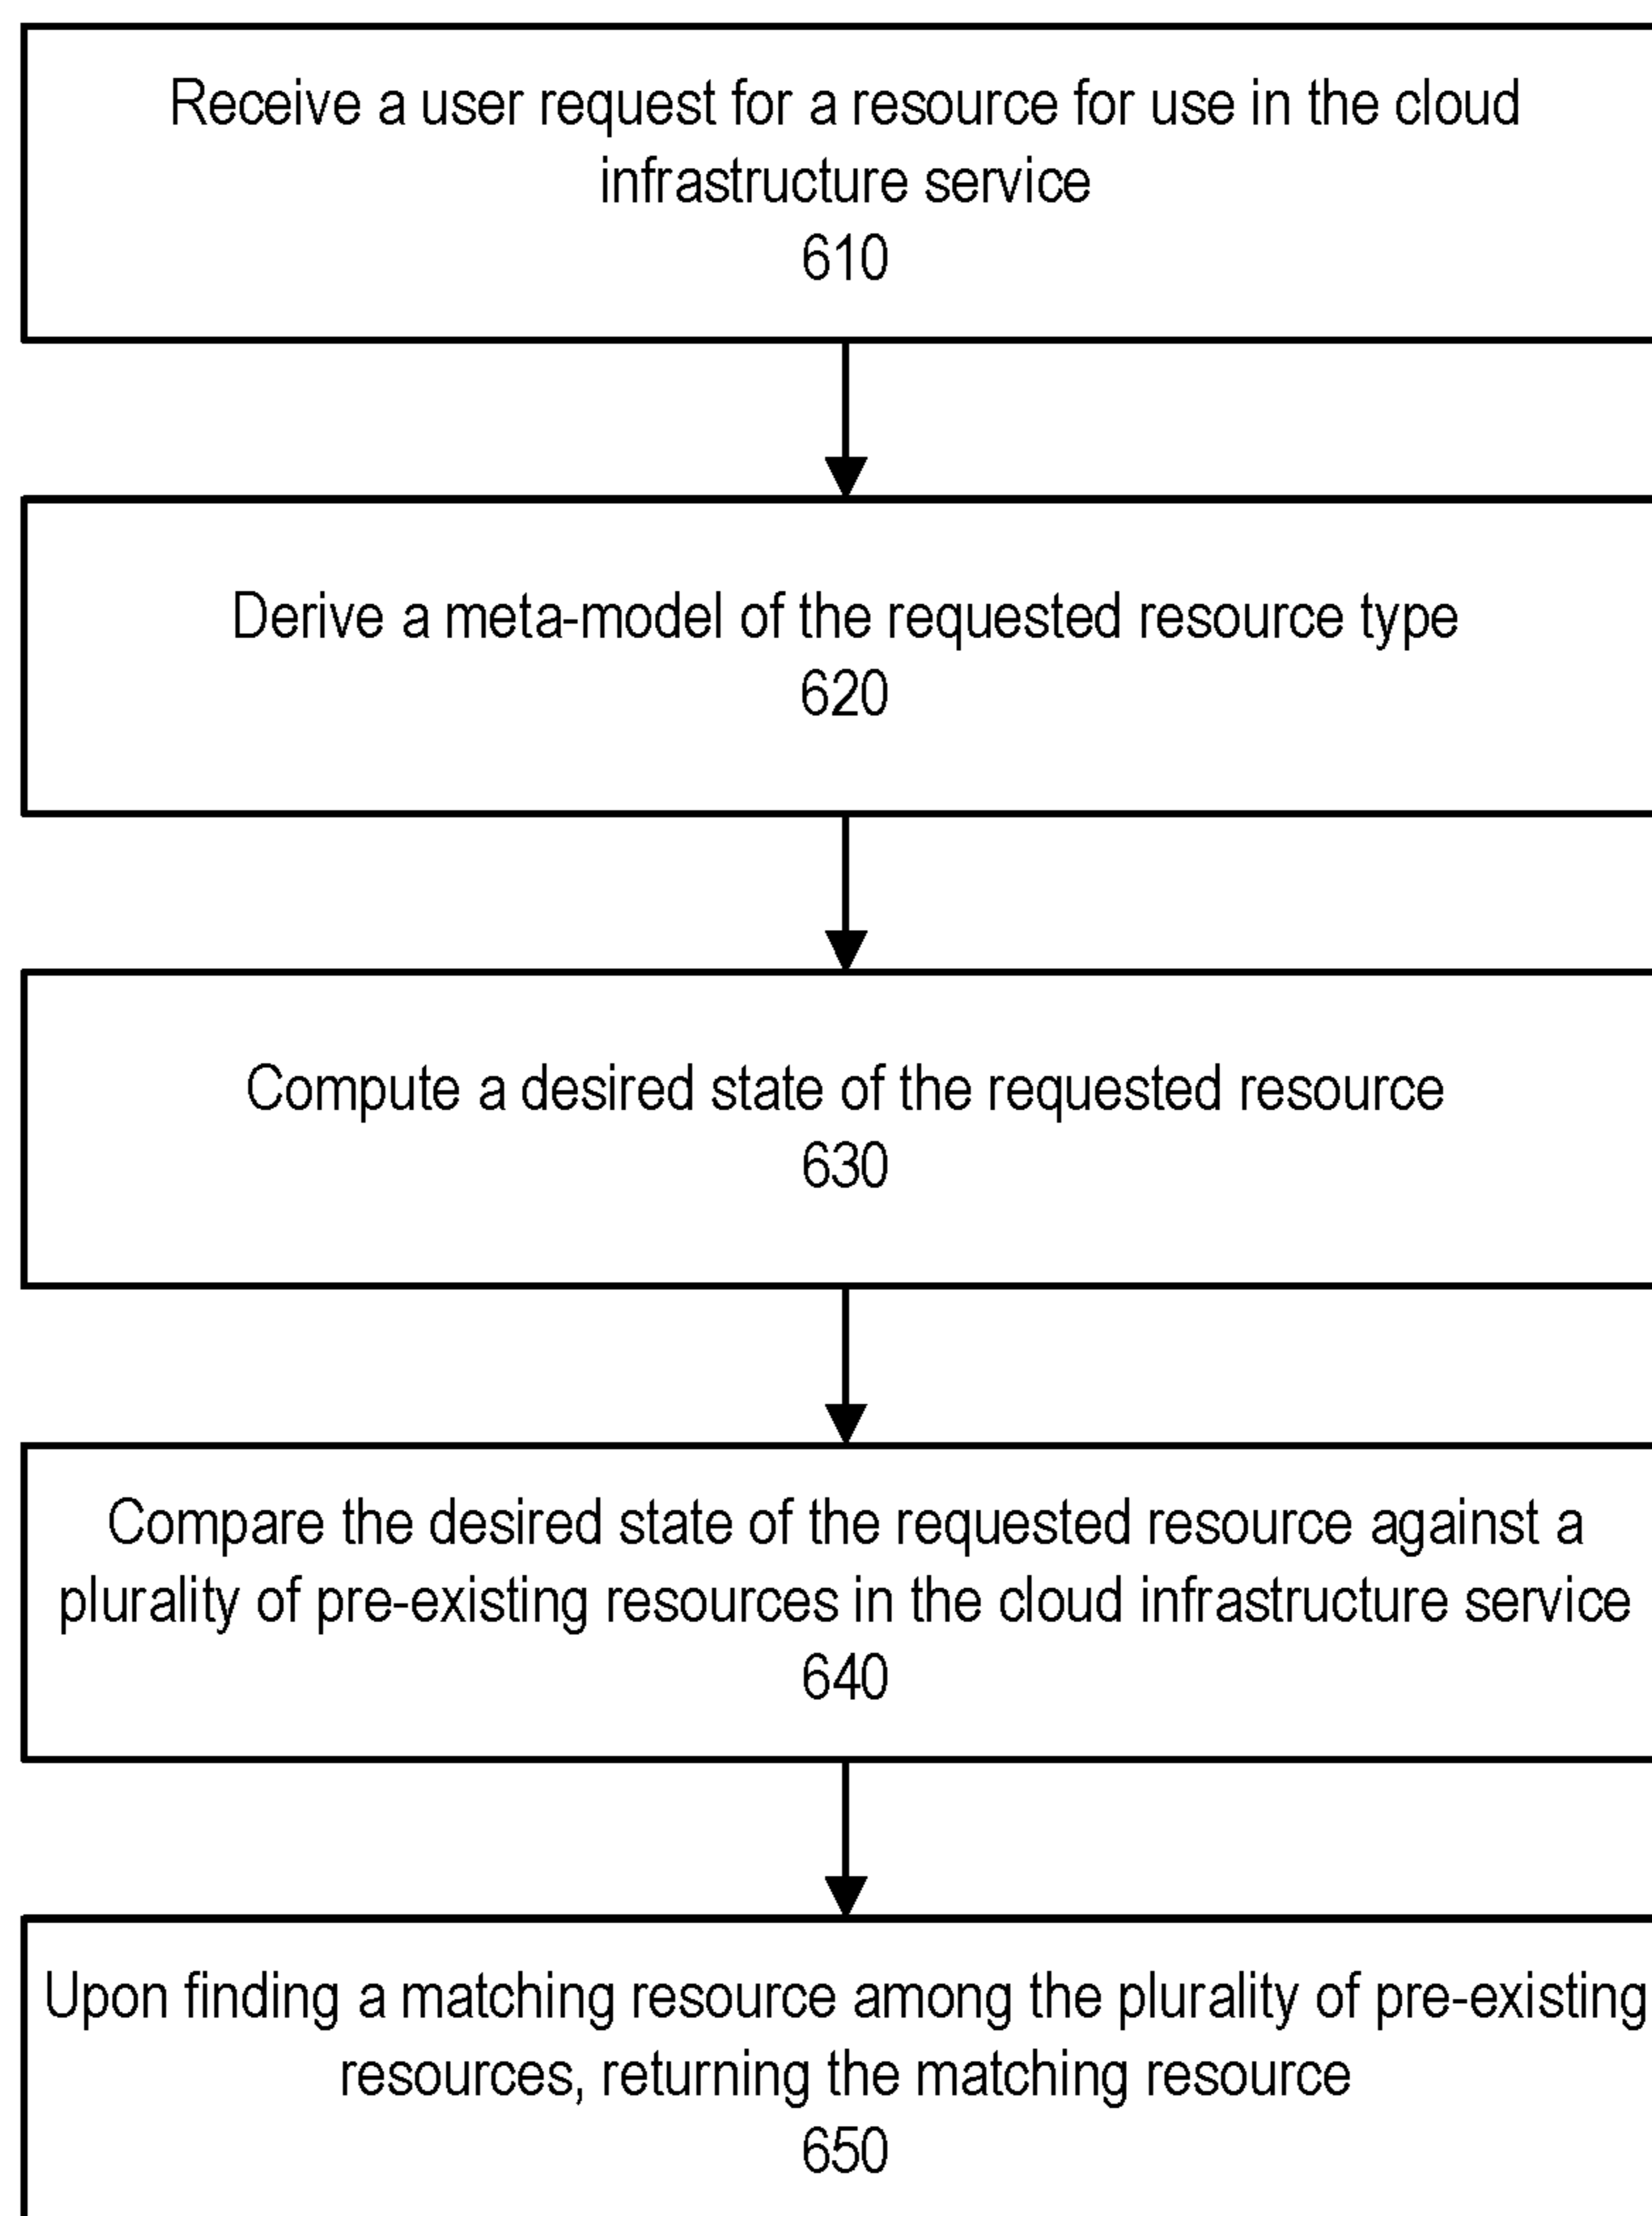 Receive a user request for a resource for use in the cloud
infrastructure service
610
Derive a meta-model of the requested resource type
620
Compute a desired state of the requested resource
630
Compare the desired state of the requested resource against a
plurality of pre-existing resources in the cloud infrastructure service
640
Upon finding a matching resource among the plurality of pre-existing
resources, returning the matching resource
650